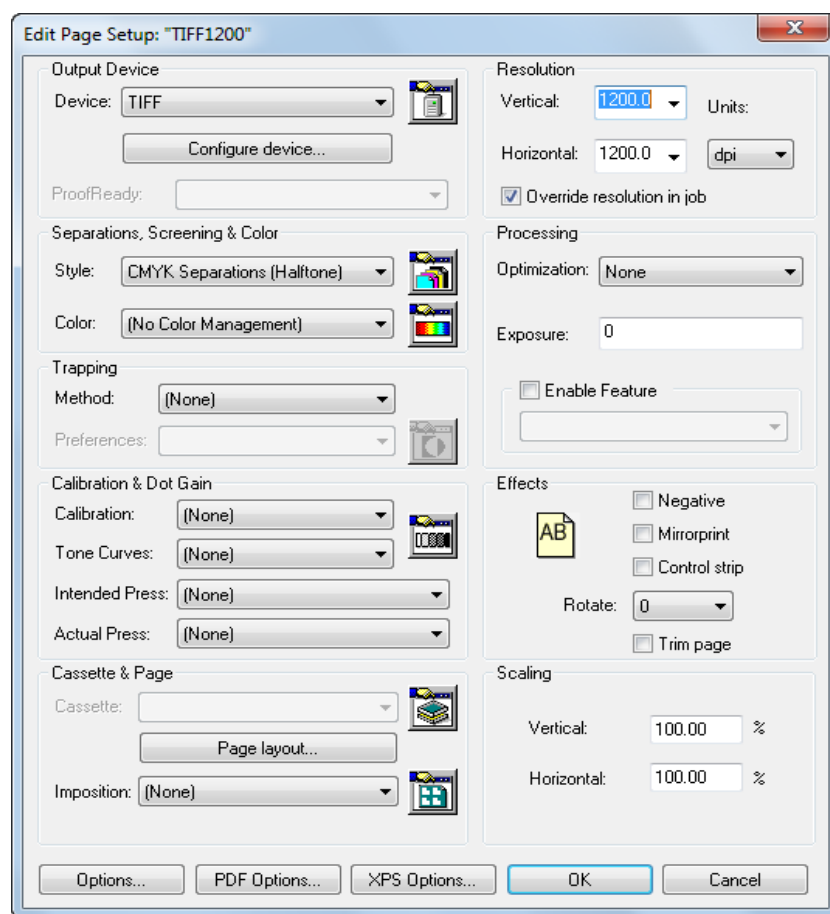 Edit Page Setup: "TIFF1200"
Output Device
Device: TIFF
Configure device...
ProofReady:
Separations, Screening & Color
Style: CMYK Separations (Halftone)
Color: (No Color Management)
Trapping
Method: (None)
Preferences:
Calibration & Dot Gain
Calibration: (None)
Tone Curves: (None)
Intended Press: (None)
Actual Press: (None)
Cassette & Page
Cassette:
Page layout...
Imposition: (None)
Resolution
Vertical: 1200.0 Units:
Horizontal: 1200.0 dpi
Override resolution in job
Processing
Optimization: None
Exposure: 0
Enable Feature
Effects
AB
Negative
Mirrorprint
Control strip
Rotate: 0
Trim page
Scaling
Vertical: 100.00 %
Horizontal: 100.00 %
Options... PDF Options... XPS Options... OK Cancel